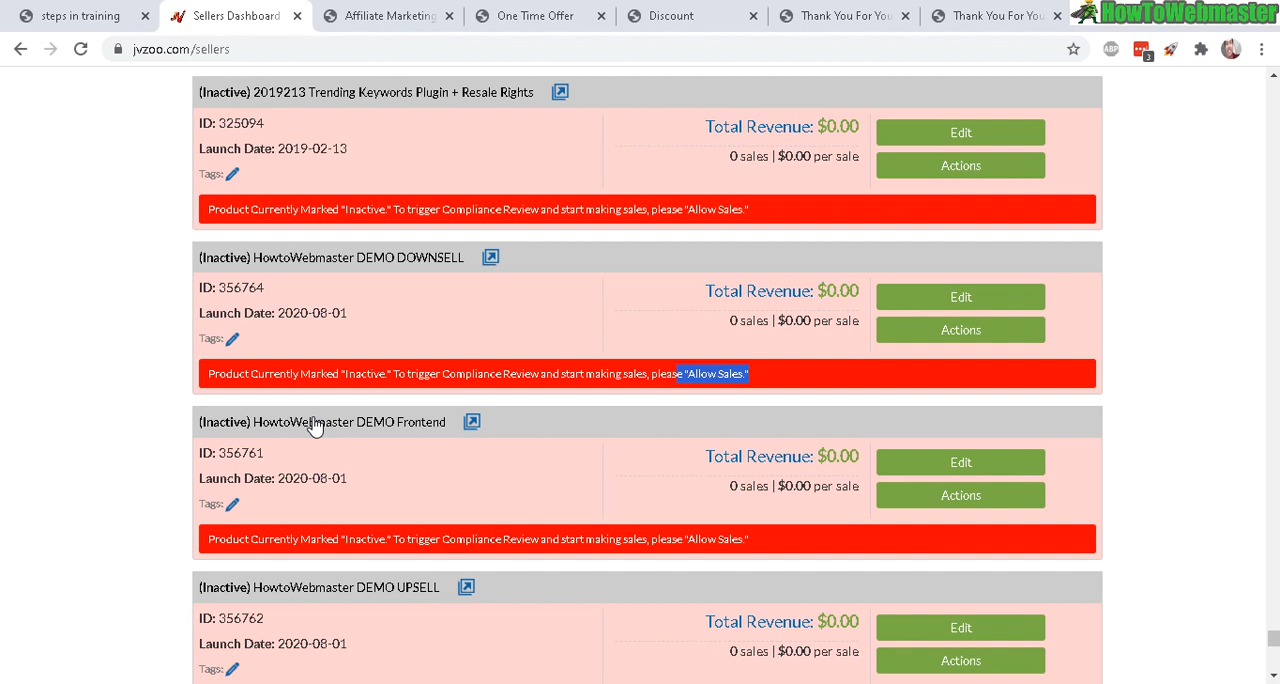 steps in training
Sellers Dashboard
Affiliate Marketing
One Time Offer
Discount
Thank You For You
Thank You For You
HowToWebmaster
jvzoo.com/sellers
ABP
3
(Inactive) 2019213 Trending Keywords Plugin + Resale Rights
ID: 325094
Launch Date: 2019-02-13
Tags:
Total Revenue: $0.00
0 sales | $0.00 per sale
Edit
Actions
Product Currently Marked "Inactive." To trigger Compliance Review and start making sales, please "Allow Sales."
(Inactive) HowtoWebmaster DEMO DOWNSELL
ID: 356764
Launch Date: 2020-08-01
Tags:
Total Revenue: $0.00
0 sales | $0.00 per sale
Edit
Actions
Product Currently Marked "Inactive." To trigger Compliance Review and start making sales, please "Allow Sales."
(Inactive) HowtoWebmaster DEMO Frontend
ID: 356761
Launch Date: 2020-08-01
Tags:
Total Revenue: $0.00
0 sales | $0.00 per sale
Edit
Actions
Product Currently Marked "Inactive." To trigger Compliance Review and start making sales, please "Allow Sales."
(Inactive) HowtoWebmaster DEMO UPSELL
ID: 356762
Launch Date: 2020-08-01
Tags:
Total Revenue: $0.00
0 sales | $0.00 per sale
Edit
Actions